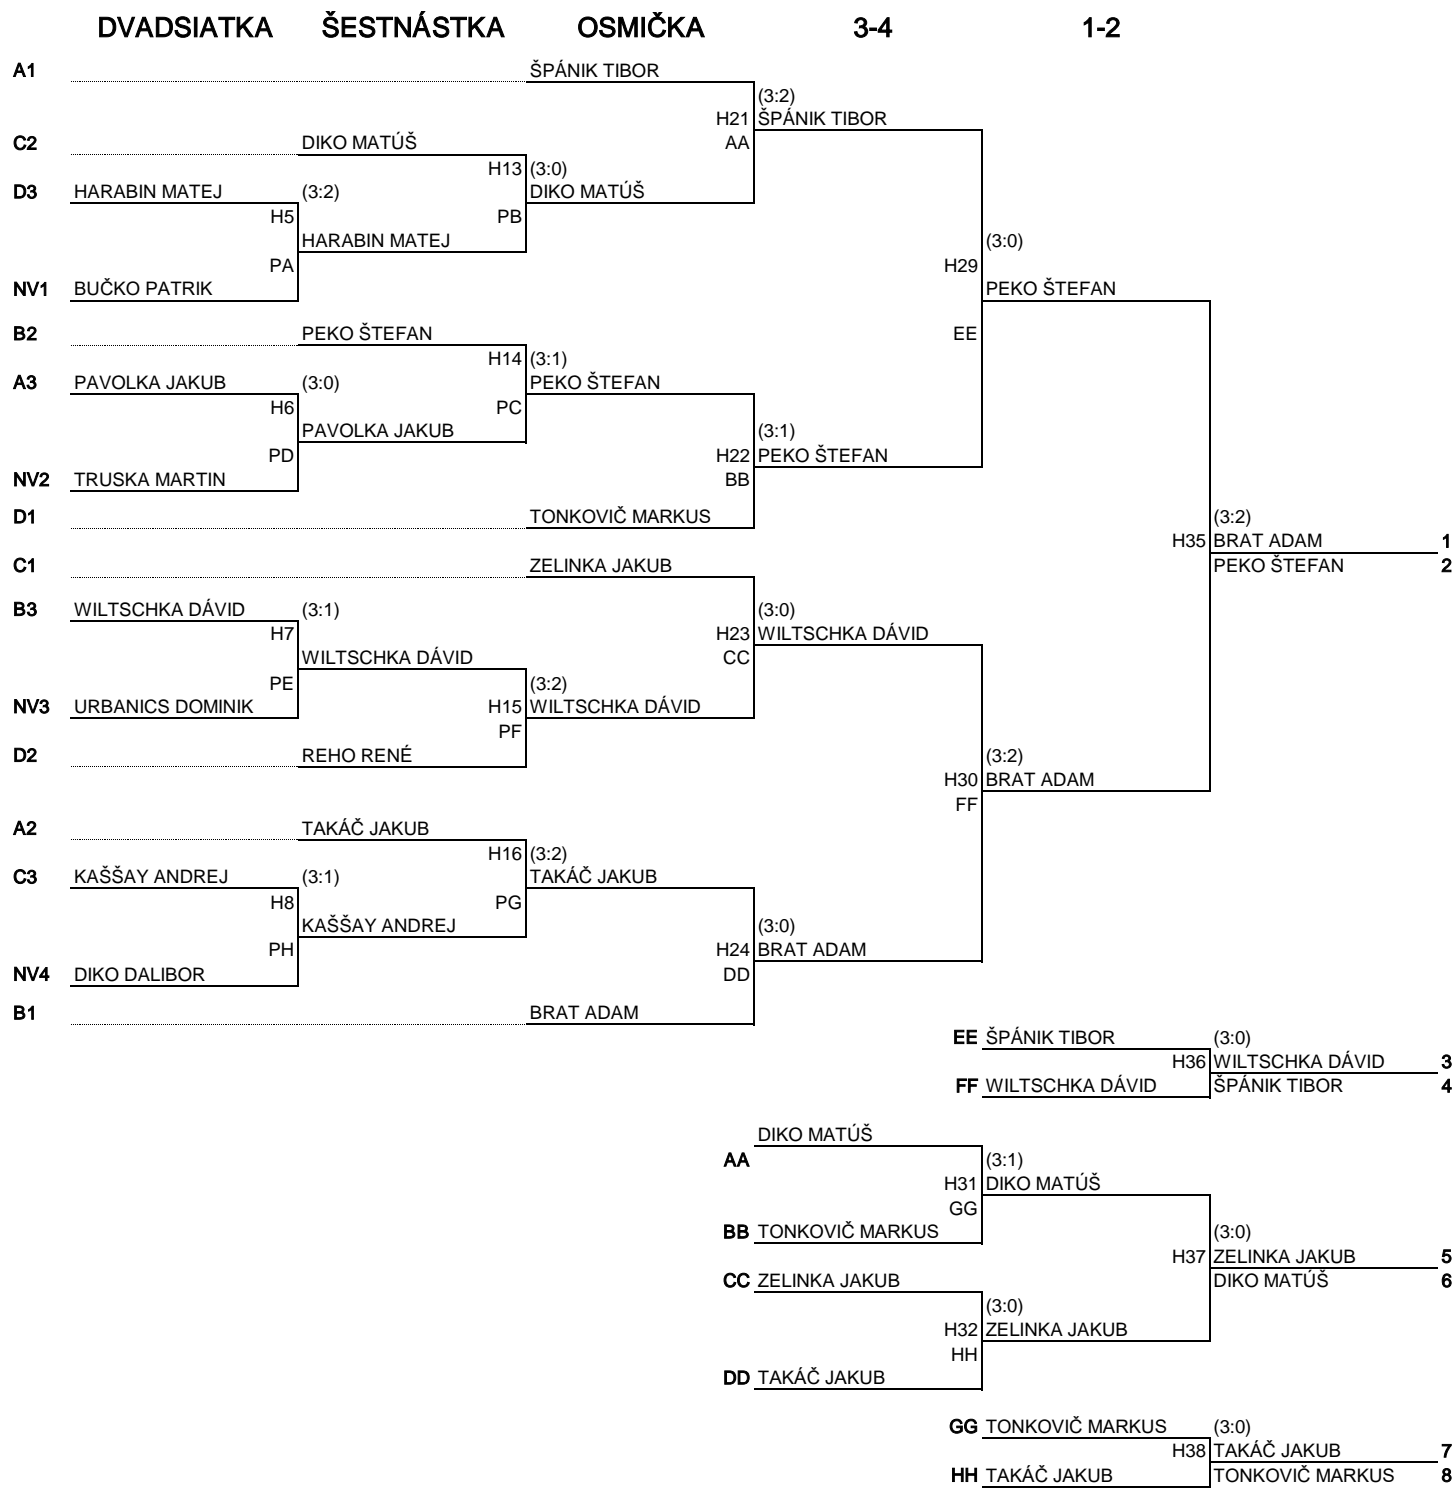 DVADSIATKA ŠESTNÁSTKA OSMIČKA 3-4 1-2
A1 ŠPÁNIK TIBOR
(3:2)
H21 ŠPÁNIK TIBOR
C2 DIKO MATÚŠ AA
H13 (3:0)
D3 HARABIN MATEJ (3:2) DIKO MATÚŠ
H5 PB
HARABIN MATEJ (3:0)
PA H29
NV1 BUČKO PATRIK PEKO ŠTEFAN
B2 PEKO ŠTEFAN EE
H14 (3:1)
A3 PAVOLKA JAKUB (3:0) PEKO ŠTEFAN
H6 PC
PAVOLKA JAKUB (3:1)
PD H22 PEKO ŠTEFAN
NV2 TRUSKA MARTIN BB
D1 TONKOVIČ MARKUS (3:2)
H35 BRAT ADAM 1
C1 ZELINKA JAKUB PEKO ŠTEFAN 2
B3 WILTSCHKA DÁVID (3:1) (3:0)
H7 H23 WILTSCHKA DÁVID
WILTSCHKA DÁVID CC
PE (3:2)
NV3 URBANICS DOMINIK H15 WILTSCHKA DÁVID
PF
D2 REHO RENÉ (3:2)
H30 BRAT ADAM
FF
A2 TAKÁČ JAKUB
H16 (3:2)
C3 KAŠŠAY ANDREJ (3:1) TAKÁČ JAKUB
H8 PG
KAŠŠAY ANDREJ (3:0)
PH H24 BRAT ADAM
NV4 DIKO DALIBOR DD
B1 BRAT ADAM
EE ŠPÁNIK TIBOR (3:0)
H36 WILTSCHKA DÁVID 3
FF WILTSCHKA DÁVID ŠPÁNIK TIBOR 4
DIKO MATÚŠ
AA (3:1)
H31 DIKO MATÚŠ
GG
BB TONKOVIČ MARKUS (3:0)
H37 ZELINKA JAKUB 5
CC ZELINKA JAKUB DIKO MATÚŠ 6
(3:0)
H32 ZELINKA JAKUB
HH
DD TAKÁČ JAKUB
GG TONKOVIČ MARKUS (3:0)
H38 TAKÁČ JAKUB 7
HH TAKÁČ JAKUB TONKOVIČ MARKUS 8